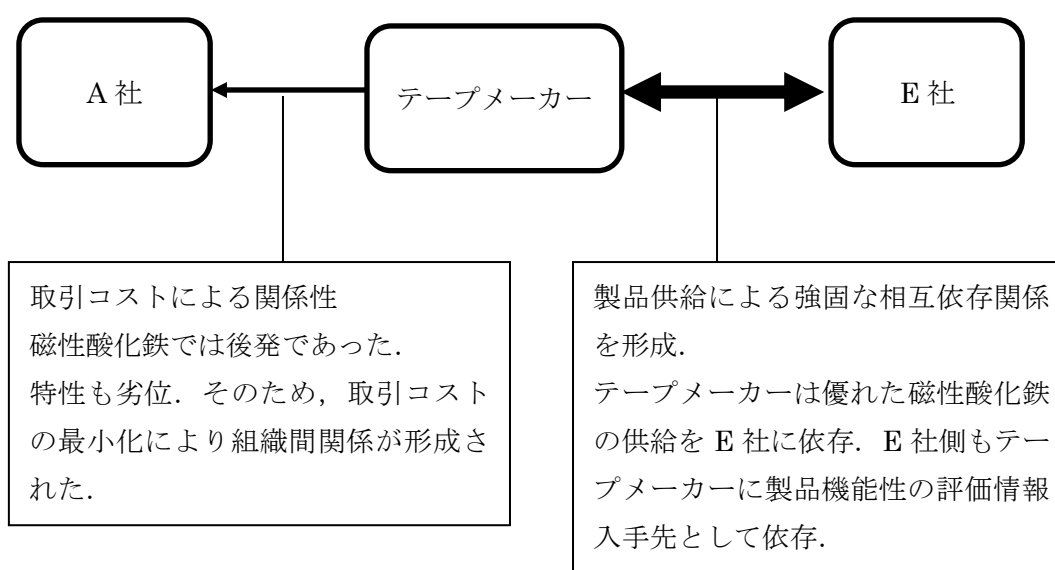 A 社
テープメーカー
E 社
取引コストによる関係性
磁性酸化鉄では後発であった．
特性も劣位．そのため，取引コスト
の最小化により組織間関係が形成さ
れた．
製品供給による強固な相互依存関係
を形成．
テープメーカーは優れた磁性酸化鉄
の供給を E 社に依存．E 社側もテー
プメーカーに製品機能性の評価情報
入手先として依存．